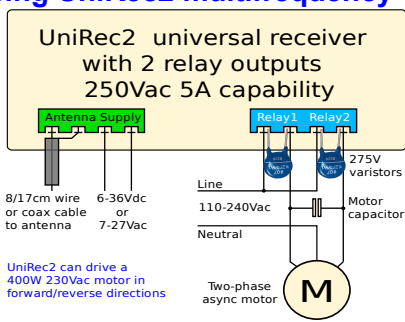 UniRec2 multifrequency
UniRec2 universal receiver
with 2 relay outputs
250Vac 5A capability
Antenna Supply
Relay1 Relay2
275V
varistors
8/17cm wire
or coax cable
to antenna
6-36Vdc
or
7-27Vac
Line
110-240Vac
Neutral
Motor
capacitor
UniRec2 can drive a
400W 230Vac motor in
forward/reverse directions
Two-phase
async motor
M